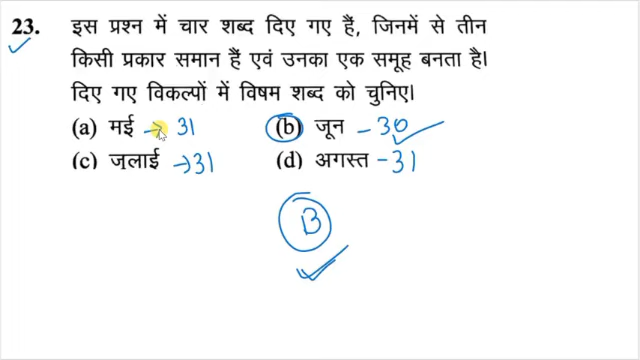 23. इस प्रश्न में चार शब्द दिए गए हैं, जिनमें से तीन
किसी प्रकार समान हैं एवं उनका एक समूह बनता है।
दिए गए विकल्पों में विषम शब्द को चुनिए।
(a) मई → 31 (b) जून – 30
(c) जुलाई → 31 (d) अगस्त – 31
B